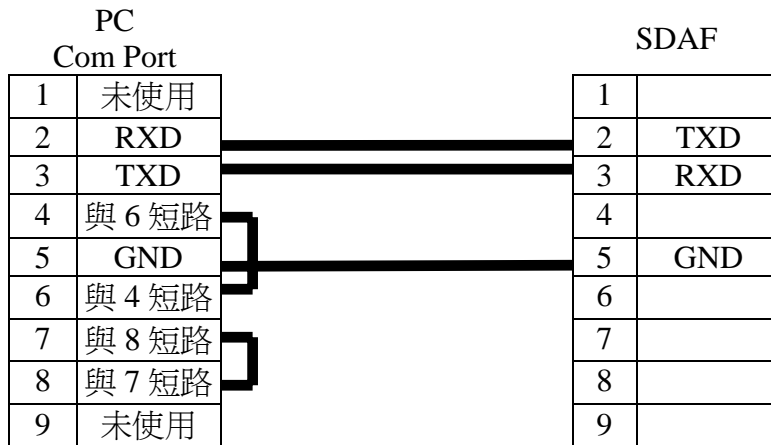 PC
Com Port
SDAF
1 未使用 1
2 RXD 2 TXD
3 TXD 3 RXD
4 與 6 短路 4
5 GND 5 GND
6 與 4 短路 6
7 與 8 短路 7
8 與 7 短路 8
9 未使用 9